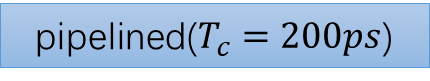 pipelined(T_c = 200ps)